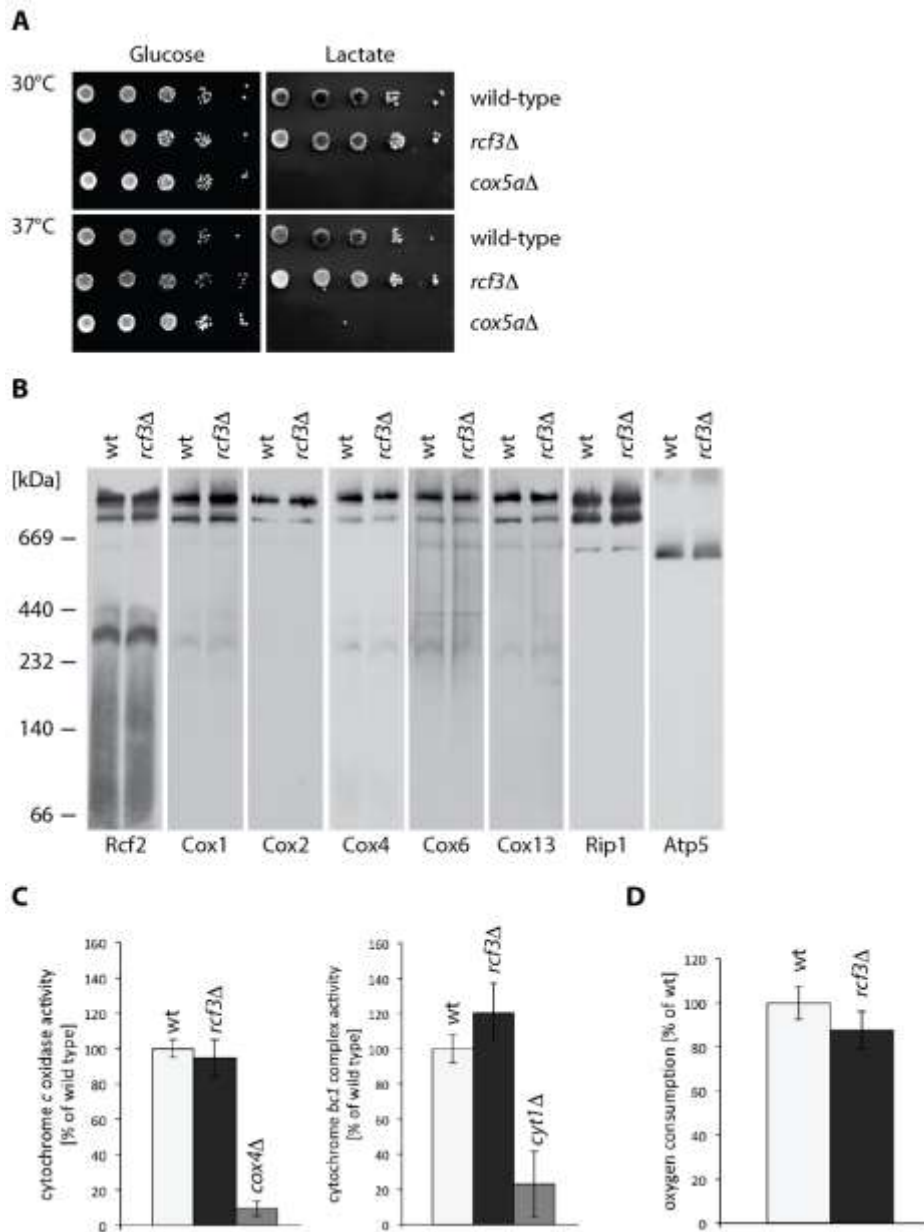 A
Glucose Lactate
30°C
wild-type
rcf3Δ
cox5aΔ
37°C
wild-type
rcf3Δ
cox5aΔ
B
wt rcf3Δ wt rcf3Δ wt rcf3Δ wt rcf3Δ wt rcf3Δ wt rcf3Δ wt rcf3Δ wt rcf3Δ
[kDa]
669
440
232
140
66
Rcf2 Cox1 Cox2 Cox4 Cox6 Cox13 Rip1 Atp5
C
cytochrome c oxidase activity
[% of wild type]
160
140
120
100
80
60
40
20
0
wt
rcf3Δ
cox4Δ
cytochrome bc1 complex activity
[% of wild type]
160
140
120
100
80
60
40
20
0
wt
rcf3Δ
cyt1Δ
D
oxygen consumption [% of wt]
120
100
80
60
40
20
0
wt
rcf3Δ